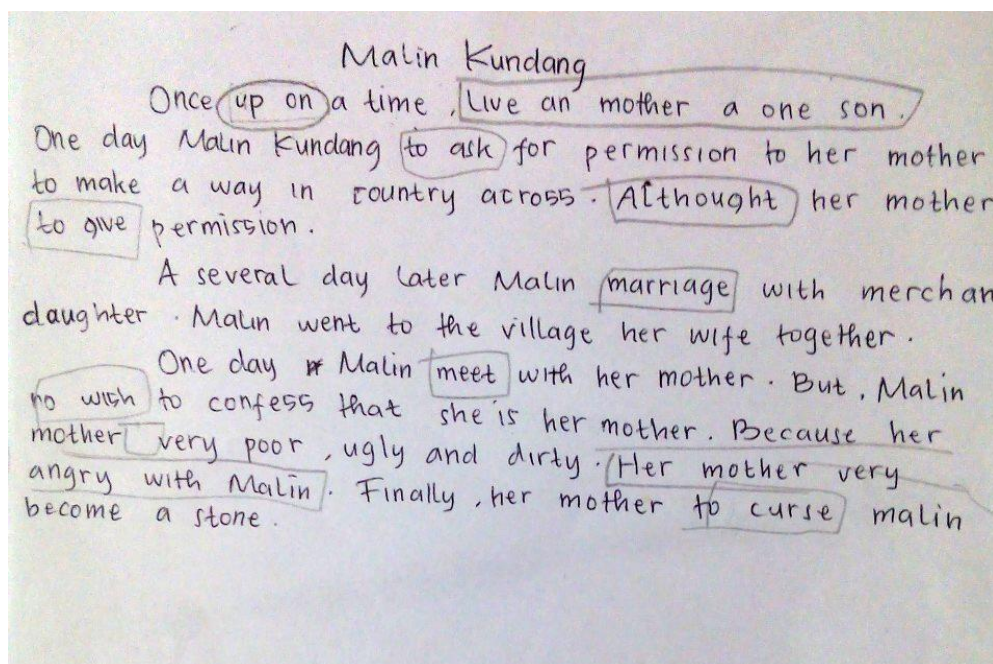 Malin Kundang
Once up on a time, Live an mother a one son.
One day Malin Kundang to ask for permission to her mother
to make a way in country across. Althought her mother
to give permission.
A several day later Malin marriage with merchan
daughter. Malin went to the village her wife together.
One day Malin meet with her mother. But, Malin
no wish to confess that she is her mother. Because her
mother very poor, ugly and dirty. Her mother very
angry with Malin. Finally, her mother to curse malin
become a stone.